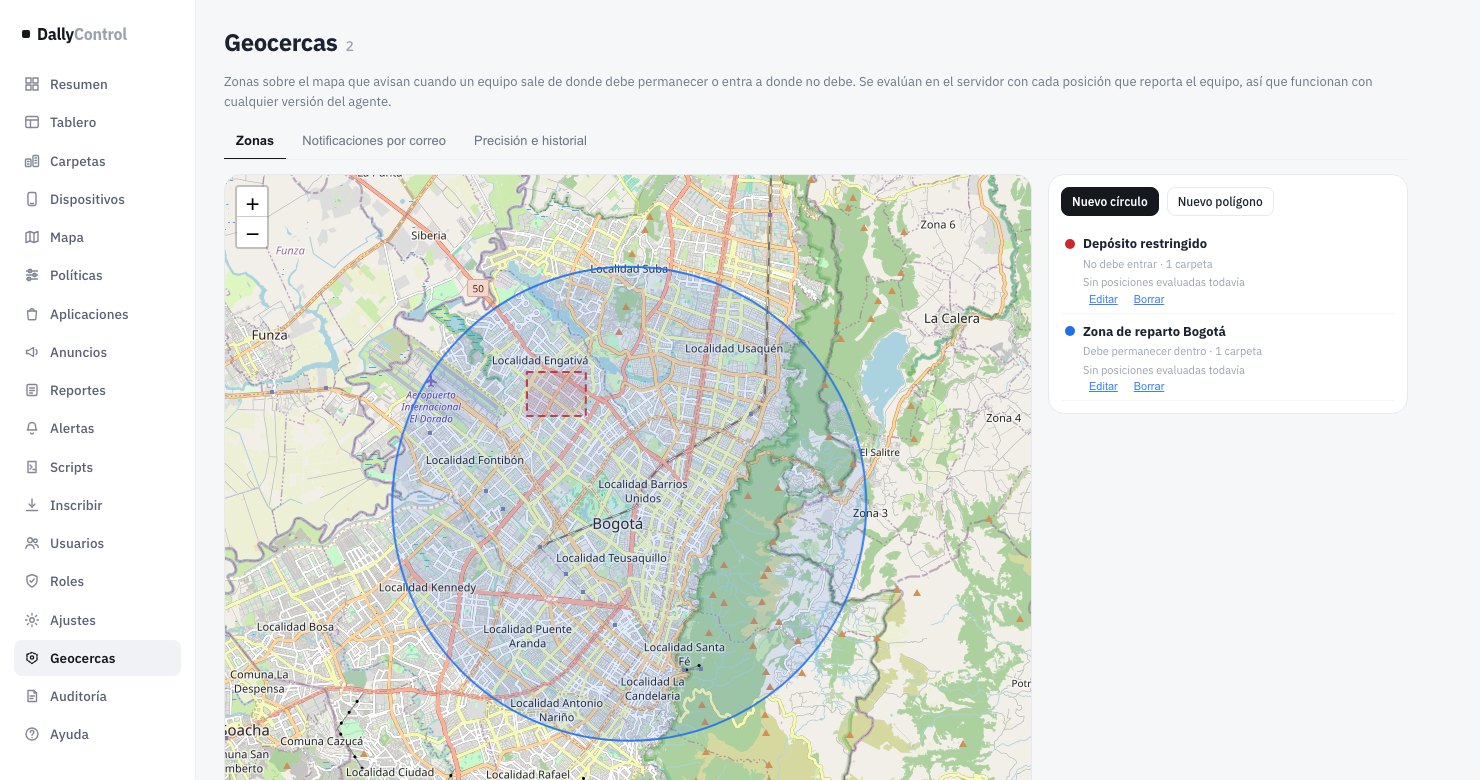 DallyControl
Resumen
Tablero
Carpetas
Dispositivos
Mapa
Políticas
Aplicaciones
Anuncios
Reportes
Alertas
Scripts
Inscribir
Usuarios
Roles
Ajustes
Geocercas
Auditoría
Ayuda
Geocercas 2
Zonas sobre el mapa que avisan cuando un equipo sale de donde debe permanecer o entra a donde no debe. Se evalúan en el servidor con cada posición que reporta el equipo, así que funcionan con
cualquier versión del agente.
Zonas Notificaciones por correo Precisión e historial
+
−
La Punta
Siberia
Funza
Zona 6
Localidad Suba
50
La Calera
Funza
Localidad Usaquén
Localidad Engativá
Aeropuerto
Internacional
El Dorado
Zona 4
El Salitre
Localidad Fontibón
Localidad Barrios
Unidos
Zona 3
Bogotá
Localidad Teusaquillo
Localidad Kennedy
Localidad Bosa
Localidad Puente
Aranda
Localidad Santa
Fé
Comuna La
Despensa
Localidad La
Candelaria
Potr
Localidad Antonio
Nariño
Soacha
Comuna Cazucá
muna San
mberto
Localidad Ciudad
Localidad Rafael
Nuevo círculo Nuevo polígono
Depósito restringido
No debe entrar · 1 carpeta
Sin posiciones evaluadas todavía
Editar Borrar
Zona de reparto Bogotá
Debe permanecer dentro · 1 carpeta
Sin posiciones evaluadas todavía
Editar Borrar